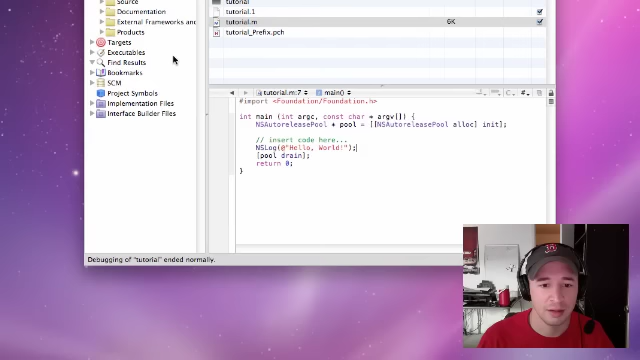 Source
Documentation
External Frameworks and
Products
Targets
Executables
Find Results
Bookmarks
SCM
Project Symbols
Implementation Files
Interface Builder Files
tutorial
tutorial.1
tutorial.m 6K
tutorial_Prefix.pch
tutorial.m:7 main()
#import <Foundation/Foundation.h>
int main (int argc, const char * argv[]) {
NSAutoreleasePool * pool = [[NSAutoreleasePool alloc] init];
// insert code here...
NSLog(@"Hello, World!");
[pool drain];
return 0;
}
Debugging of "tutorial" ended normally.